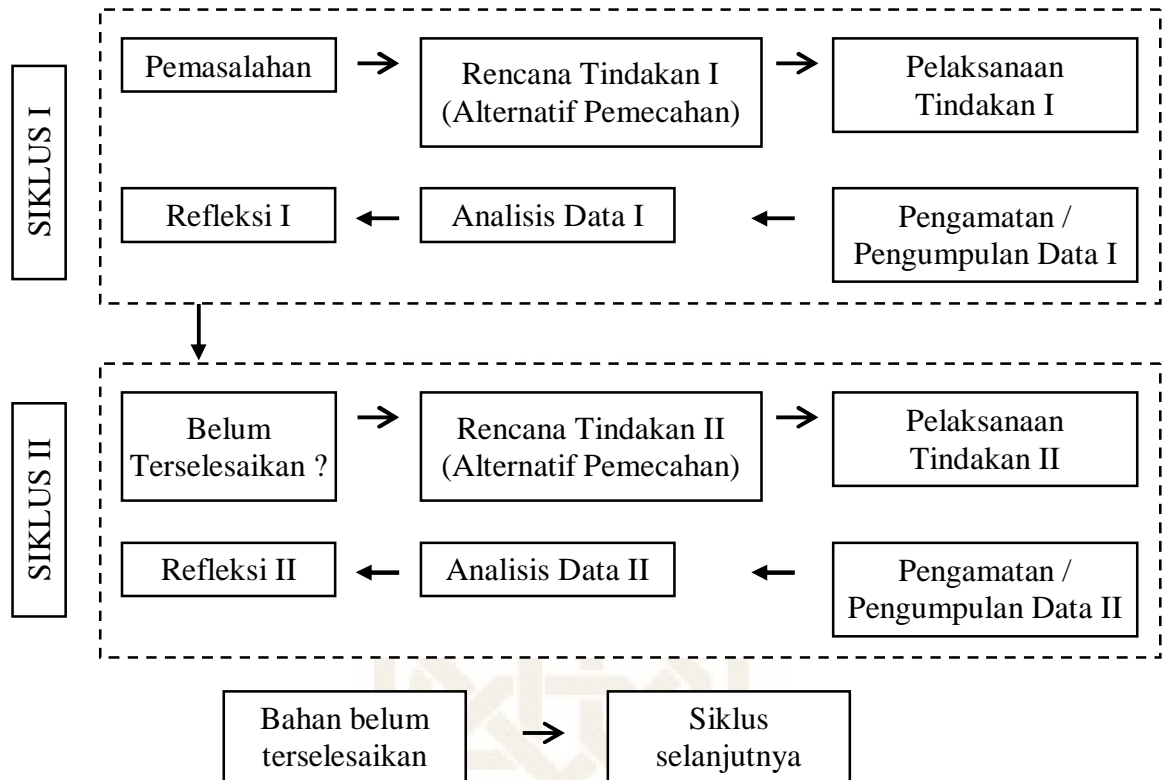 SIKLUS I
Pemasalahan
Rencana Tindakan I
(Alternatif Pemecahan)
Pelaksanaan
Tindakan I
Refleksi I
Analisis Data I
Pengamatan /
Pengumpulan Data I
SIKLUS II
Belum
Terselesaikan ?
Rencana Tindakan II
(Alternatif Pemecahan)
Pelaksanaan
Tindakan II
Refleksi II
Analisis Data II
Pengamatan /
Pengumpulan Data II
Bahan belum
terselesaikan
Siklus
selanjutnya